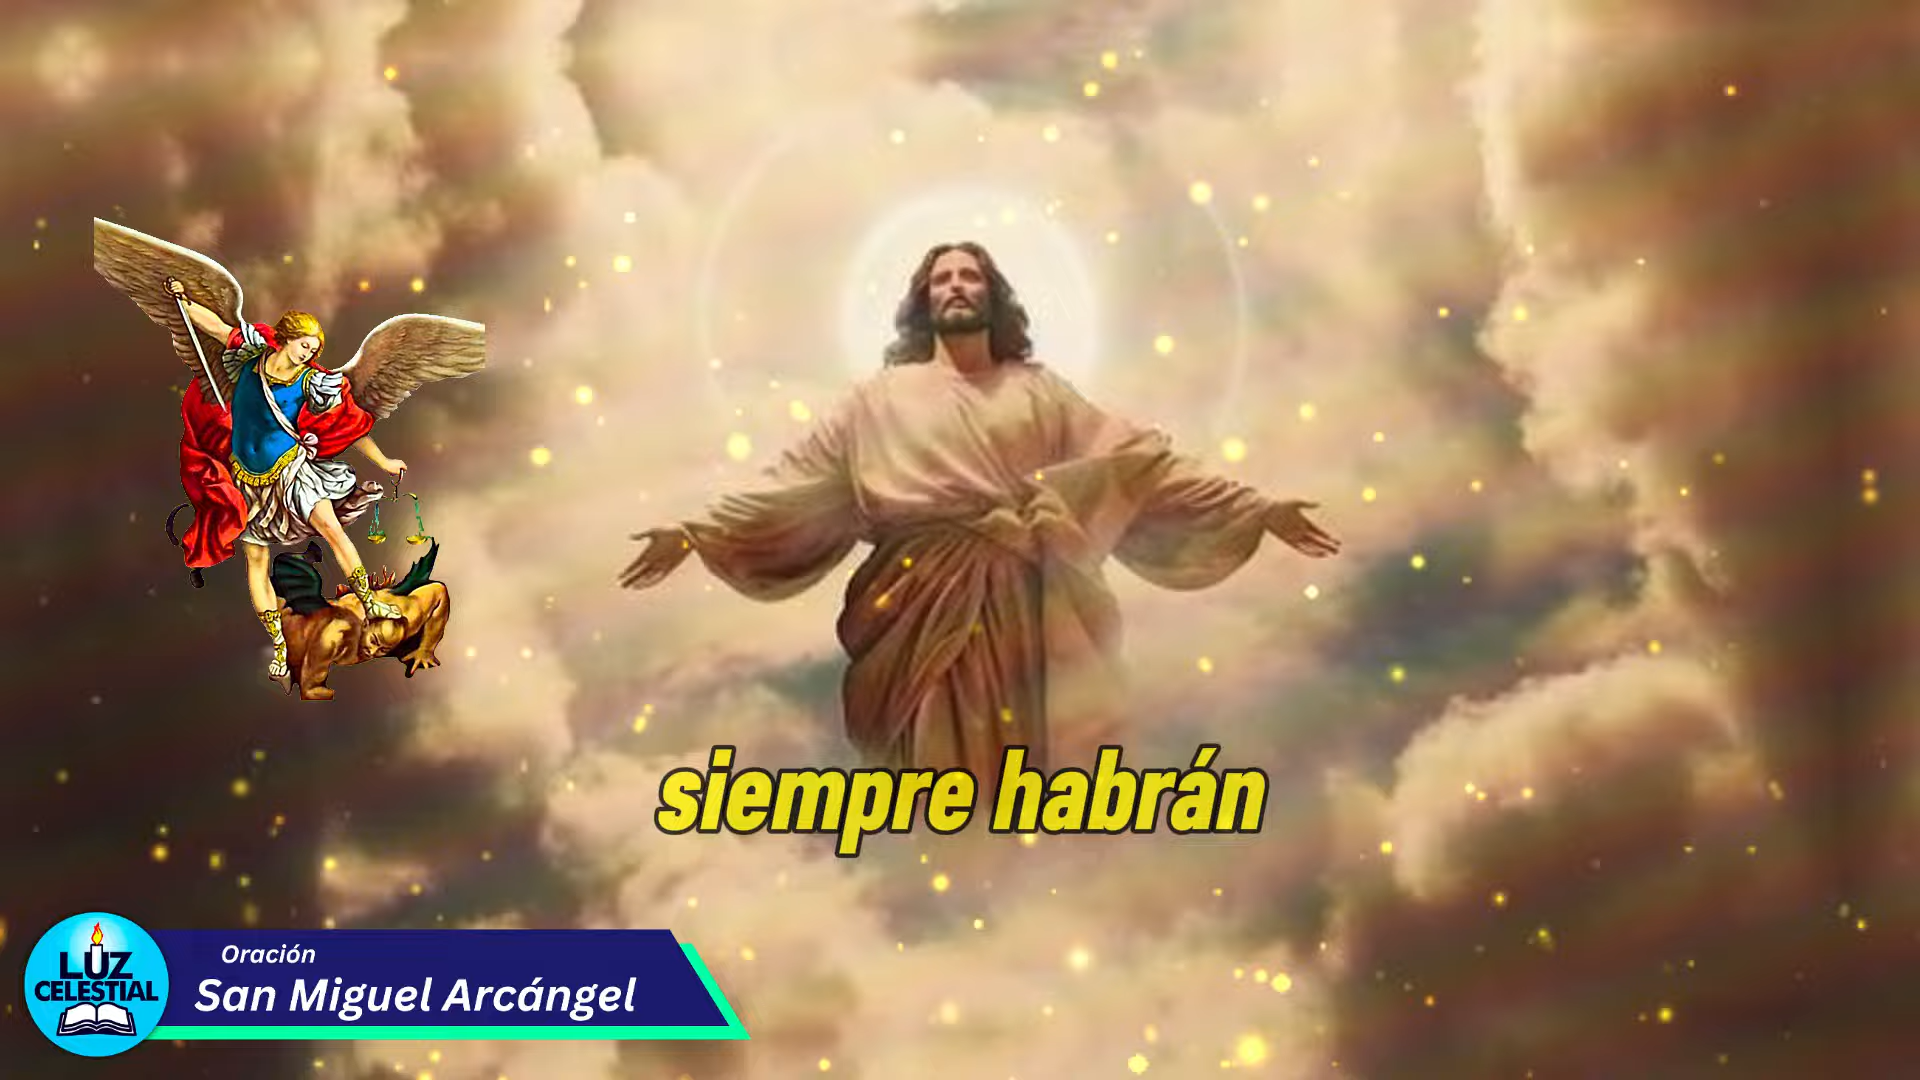 siempre habrán
Oración
San Miguel Arcángel
LUZ
CELESTIAL